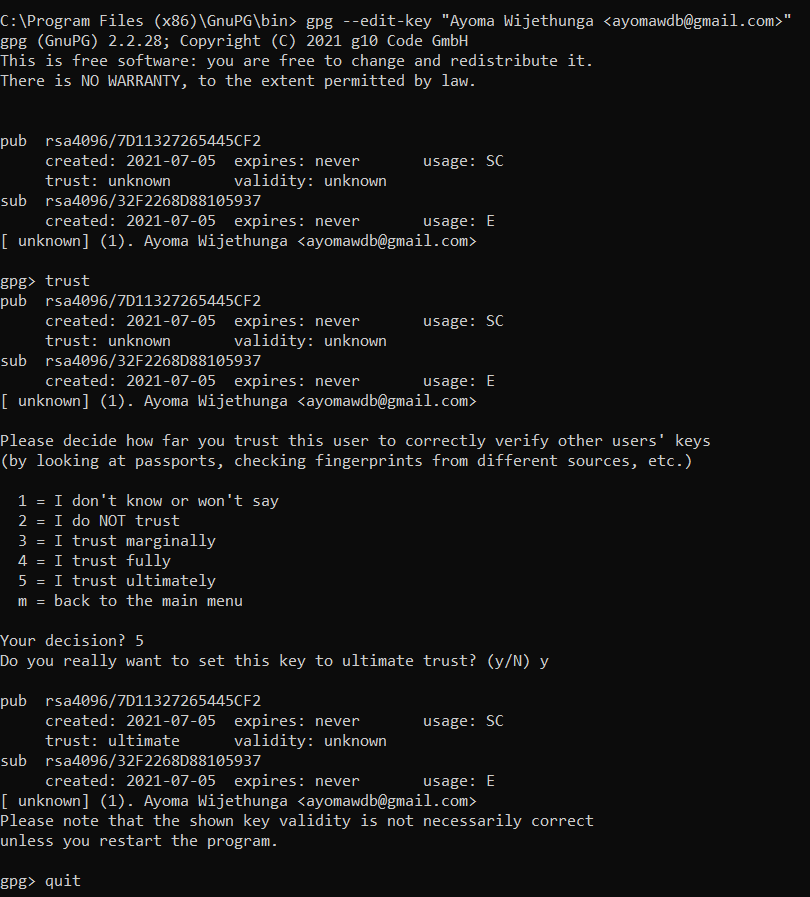 C:\Program Files (x86)\GnuPG\bin> gpg --edit-key "Ayoma Wijethunga <ayomawdb@gmail.com>"
gpg (GnuPG) 2.2.28; Copyright (C) 2021 g10 Code GmbH
This is free software: you are free to change and redistribute it.
There is NO WARRANTY, to the extent permitted by law.
pub  rsa4096/7D11327265445CF2
     created: 2021-07-05  expires: never       usage: SC
     trust: unknown       validity: unknown
sub  rsa4096/32F2268D88105937
     created: 2021-07-05  expires: never       usage: E
[ unknown] (1). Ayoma Wijethunga <ayomawdb@gmail.com>
gpg> trust
pub  rsa4096/7D11327265445CF2
     created: 2021-07-05  expires: never       usage: SC
     trust: unknown       validity: unknown
sub  rsa4096/32F2268D88105937
     created: 2021-07-05  expires: never       usage: E
[ unknown] (1). Ayoma Wijethunga <ayomawdb@gmail.com>
Please decide how far you trust this user to correctly verify other users' keys
(by looking at passports, checking fingerprints from different sources, etc.)
  1 = I don't know or won't say
  2 = I do NOT trust
  3 = I trust marginally
  4 = I trust fully
  5 = I trust ultimately
  m = back to the main menu
Your decision? 5
Do you really want to set this key to ultimate trust? (y/N) y
pub  rsa4096/7D11327265445CF2
     created: 2021-07-05  expires: never       usage: SC
     trust: ultimate      validity: unknown
sub  rsa4096/32F2268D88105937
     created: 2021-07-05  expires: never       usage: E
[ unknown] (1). Ayoma Wijethunga <ayomawdb@gmail.com>
Please note that the shown key validity is not necessarily correct
unless you restart the program.
gpg> quit